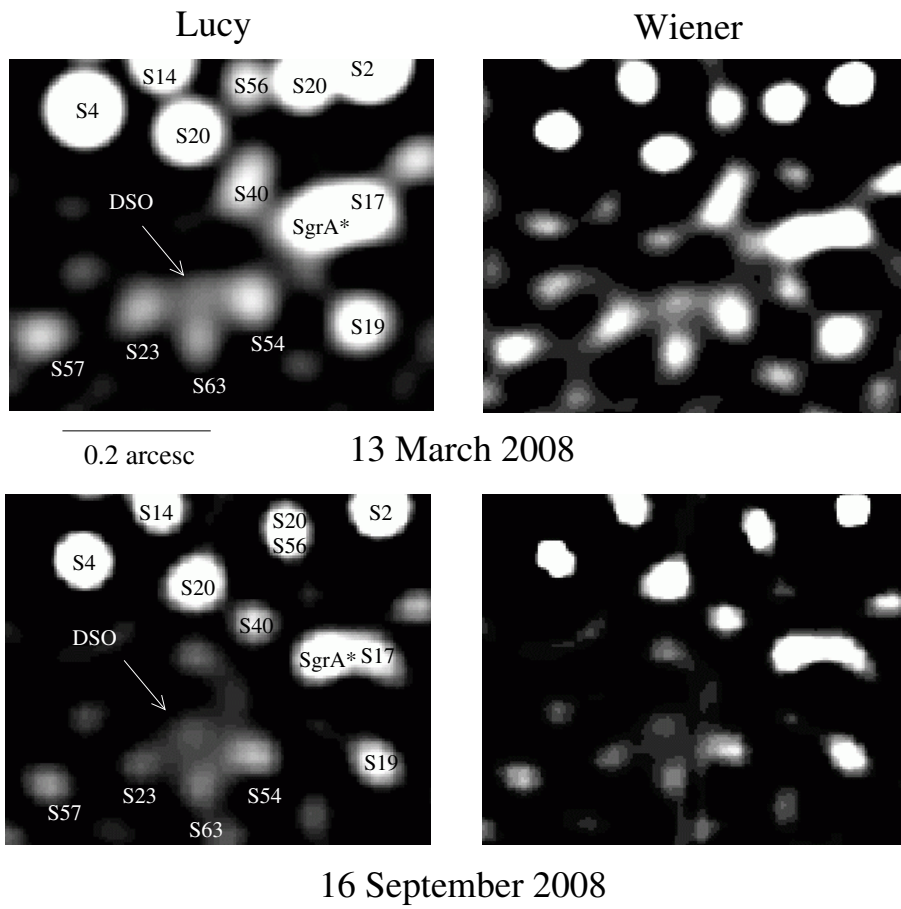 Lucy
Wiener
S14
S56
S20
S2
S4
S20
S40
S17
DSO
SgrA*
S19
S23
S54
S57
S63
0.2 arcesc
13 March 2008
S14
S20
S56
S2
S4
S20
S40
DSO
SgrA* S17
S19
S57
S23
S54
S63
16 September 2008